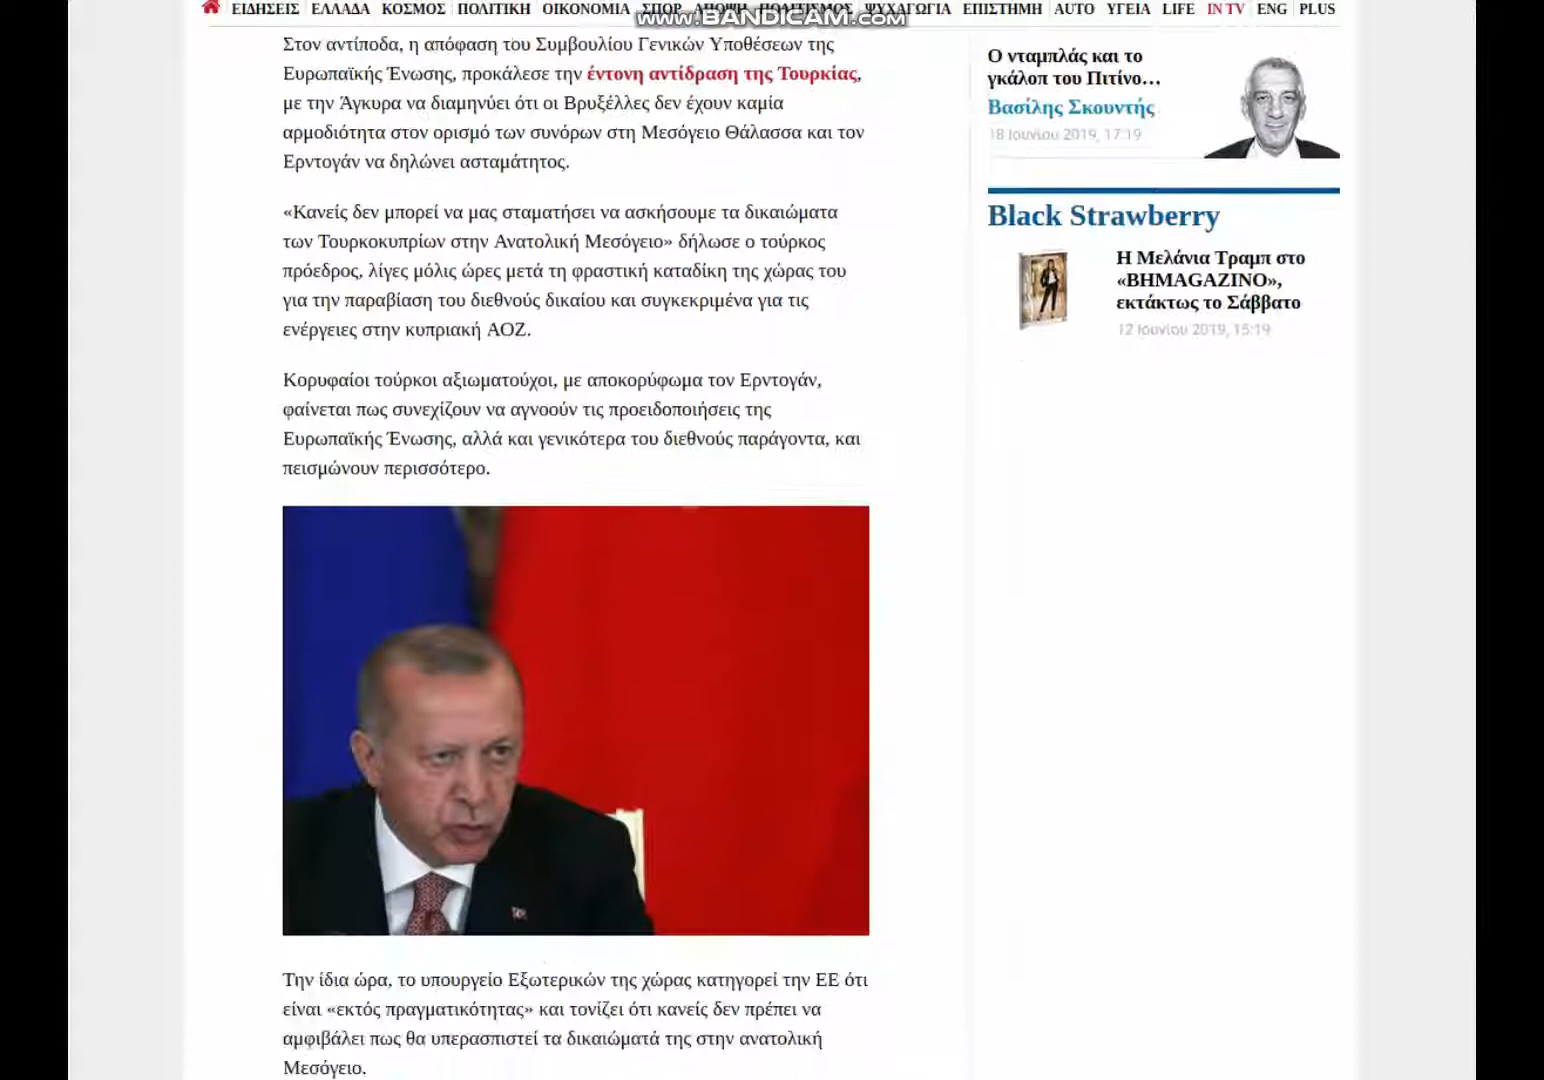 ΕΙΔΗΣΕΙΣ ΕΛΛΑΔΑ ΚΟΣΜΟΣ ΠΟΛΙΤΙΚΗ ΟΙΚΟΝΟΜΙΑ ΣΠΟΡ ΑΠΟΨΗ ΠΟΛΙΤΙΣΜΟΣ ΨΥΧΑΓΩΓΙΑ ΕΠΙΣΤΗΜΗ AUTO ΥΓΕΙΑ LIFE IN TV ENG PLUS
www.BANDICAM.com
Στον αντίποδα, η απόφαση του Συμβουλίου Γενικών Υποθέσεων της
Ευρωπαϊκής Ένωσης, προκάλεσε την έντονη αντίδραση της Τουρκίας,
με την Άγκυρα να διαμηνύει ότι οι Βρυξέλλες δεν έχουν καμία
αρμοδιότητα στον ορισμό των συνόρων στη Μεσόγειο Θάλασσα και τον
Ερντογάν να δηλώνει ασταμάτητος.
«Κανείς δεν μπορεί να μας σταματήσει να ασκήσουμε τα δικαιώματα
των Τουρκοκυπρίων στην Ανατολική Μεσόγειο» δήλωσε ο τούρκος
πρόεδρος, λίγες μόλις ώρες μετά τη φραστική καταδίκη της χώρας του
για την παραβίαση του διεθνούς δικαίου και συγκεκριμένα για τις
ενέργειες στην κυπριακή ΑΟΖ.
Κορυφαίοι τούρκοι αξιωματούχοι, με αποκορύφωμα τον Ερντογάν,
φαίνεται πως συνεχίζουν να αγνοούν τις προειδοποιήσεις της
Ευρωπαϊκής Ένωσης, αλλά και γενικότερα του διεθνούς παράγοντα, και
πεισμώνουν περισσότερο.
Την ίδια ώρα, το υπουργείο Εξωτερικών της χώρας κατηγορεί την ΕΕ ότι
είναι «εκτός πραγματικότητας» και τονίζει ότι κανείς δεν πρέπει να
αμφιβάλει πως θα υπερασπιστεί τα δικαιώματά της στην ανατολική
Μεσόγειο.
Ο νταμπλάς και το
γκάλοπ του Πιτίνο…
Βασίλης Σκουντής
18 Ιουνίου 2019, 17:19
Black Strawberry
Η Μελάνια Τραμπ στο
«BHMAGAZINO»,
εκτάκτως το Σάββατο
12 Ιουνίου 2019, 15:19